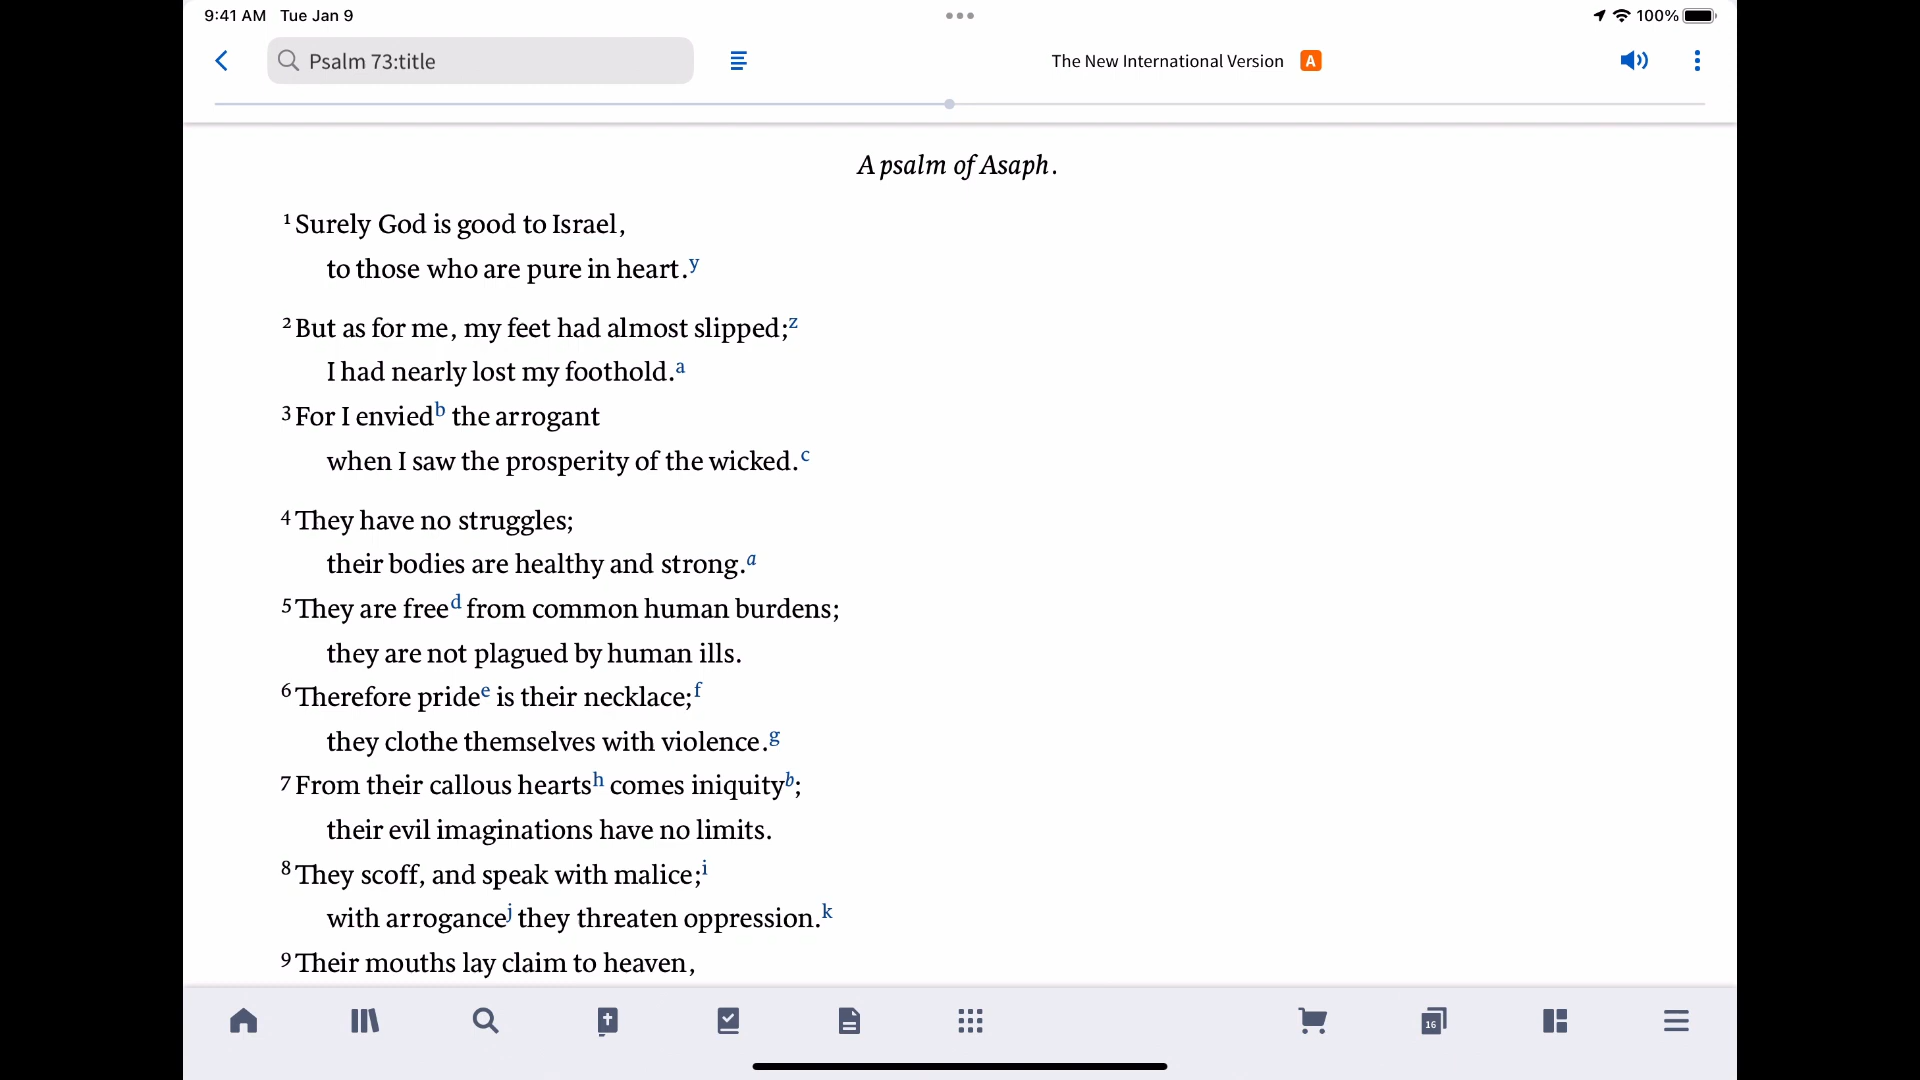 9:41 AM Tue Jan 9
100%
Psalm 73:title
The New International Version A
A psalm of Asaph.
1 Surely God is good to Israel,
to those who are pure in heart.y
2 But as for me, my feet had almost slipped;z
I had nearly lost my foothold.a
3 For I enviedb the arrogant
when I saw the prosperity of the wicked.c
4 They have no struggles;
their bodies are healthy and strong.a
5 They are freed from common human burdens;
they are not plagued by human ills.
6 Therefore pridee is their necklace;f
they clothe themselves with violence.g
7 From their callous heartsh comes iniquityb;
their evil imaginations have no limits.
8 They scoff, and speak with malice;i
with arrogancej they threaten oppression.k
9 Their mouths lay claim to heaven,
16